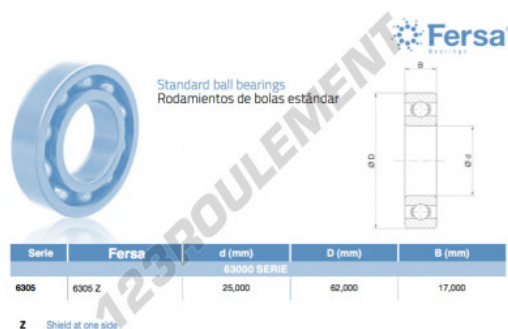 Fersa
Bearings
Standard ball bearings
Rodamientos de bolas estándar
B
Ø D
Ø d
123ROULEMENT
Serie Fersa d (mm) D (mm) B (mm)
63000 SERIE
6305 6305 Z 25,000 62,000 17,000
Z Shield at one side